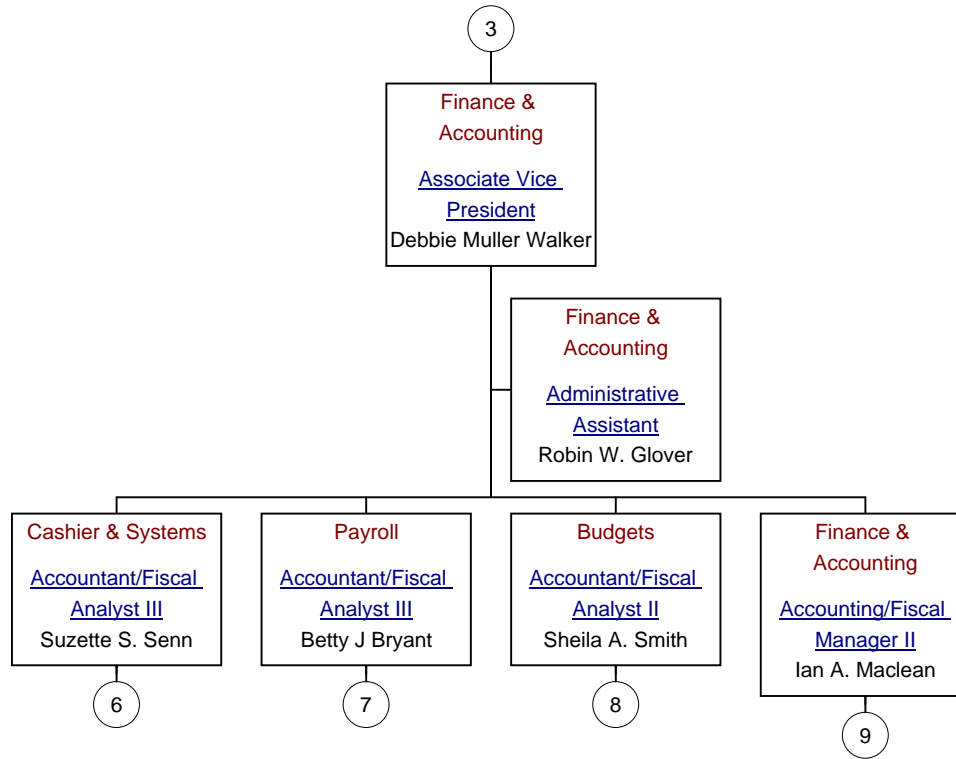 3
Finance &
Accounting
Associate Vice
President
Debbie Muller Walker
Finance &
Accounting
Administrative
Assistant
Robin W. Glover
Cashier & Systems
Accountant/Fiscal
Analyst III
Suzette S. Senn
6
Payroll
Accountant/Fiscal
Analyst III
Betty J Bryant
7
Budgets
Accountant/Fiscal
Analyst II
Sheila A. Smith
8
Finance &
Accounting
Accounting/Fiscal
Manager II
Ian A. Maclean
9